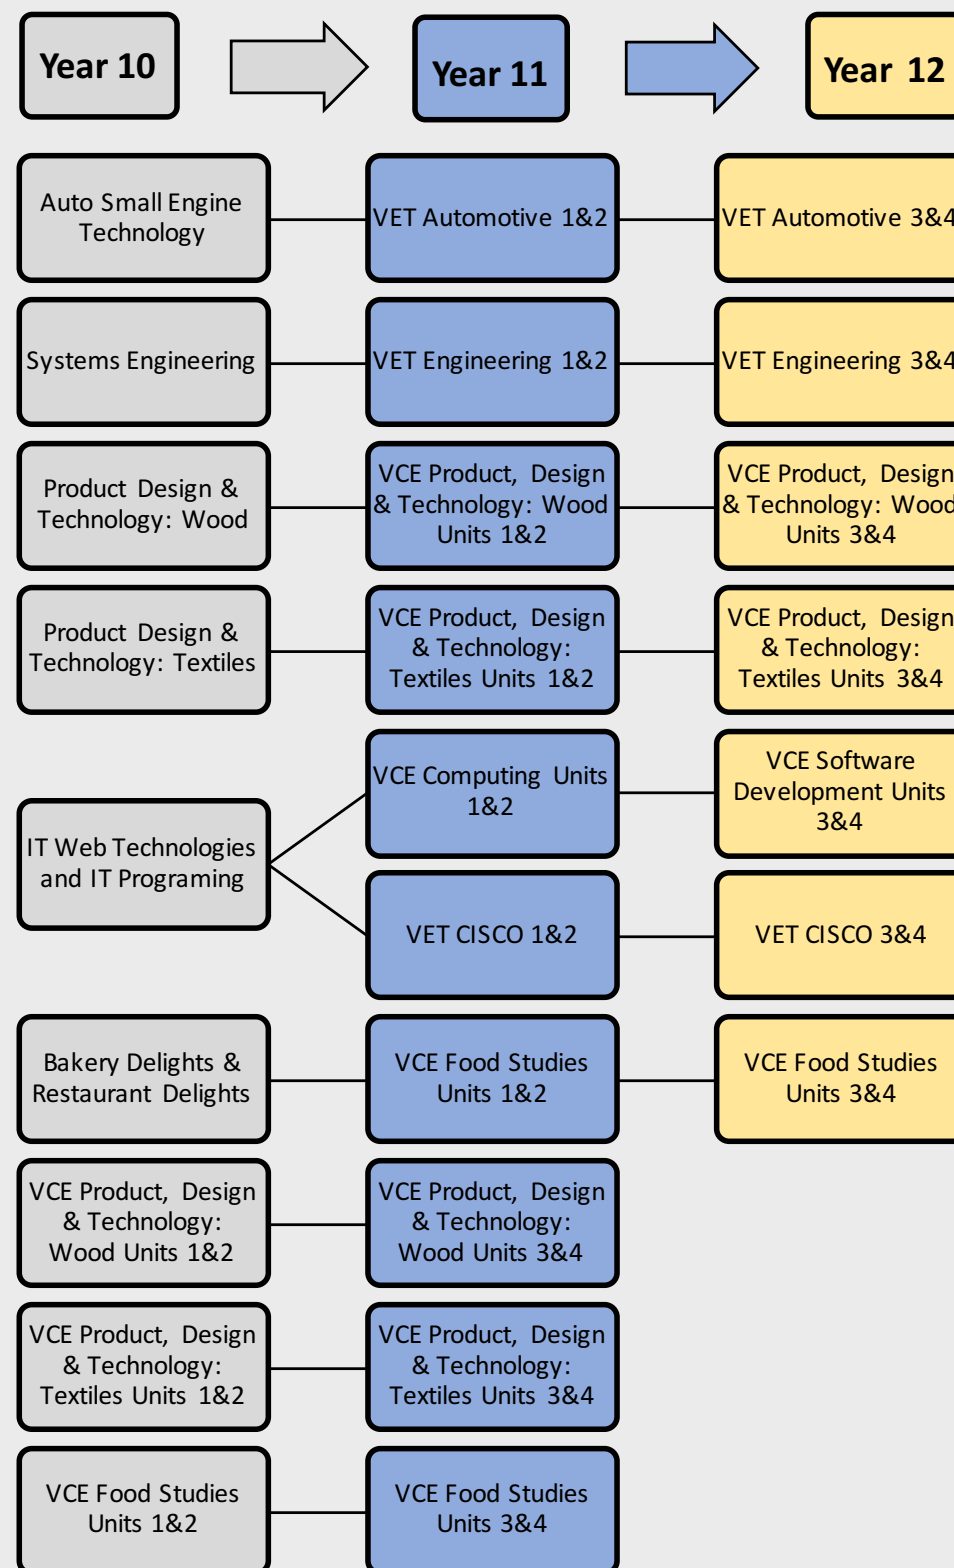 Year 10
Year 11
Year 12
Auto Small Engine
Technology
VET Automotive 1&2
VET Automotive 3&4
Systems Engineering
VET Engineering 1&2
VET Engineering 3&4
Product Design &
Technology: Wood
VCE Product, Design
& Technology: Wood
Units 1&2
VCE Product, Design
& Technology: Wood
Units 3&4
Product Design &
Technology: Textiles
VCE Product, Design
& Technology:
Textiles Units 1&2
VCE Product, Design
& Technology:
Textiles Units 3&4
IT Web Technologies
and IT Programing
VCE Computing Units
1&2
VCE Software
Development Units
3&4
VET CISCO 1&2
VET CISCO 3&4
Bakery Delights &
Restaurant Delights
VCE Food Studies
Units 1&2
VCE Food Studies
Units 3&4
VCE Product, Design
& Technology:
Wood Units 1&2
VCE Product, Design
& Technology:
Wood Units 3&4
VCE Product, Design
& Technology:
Textiles Units 1&2
VCE Product, Design
& Technology:
Textiles Units 3&4
VCE Food Studies
Units 1&2
VCE Food Studies
Units 3&4